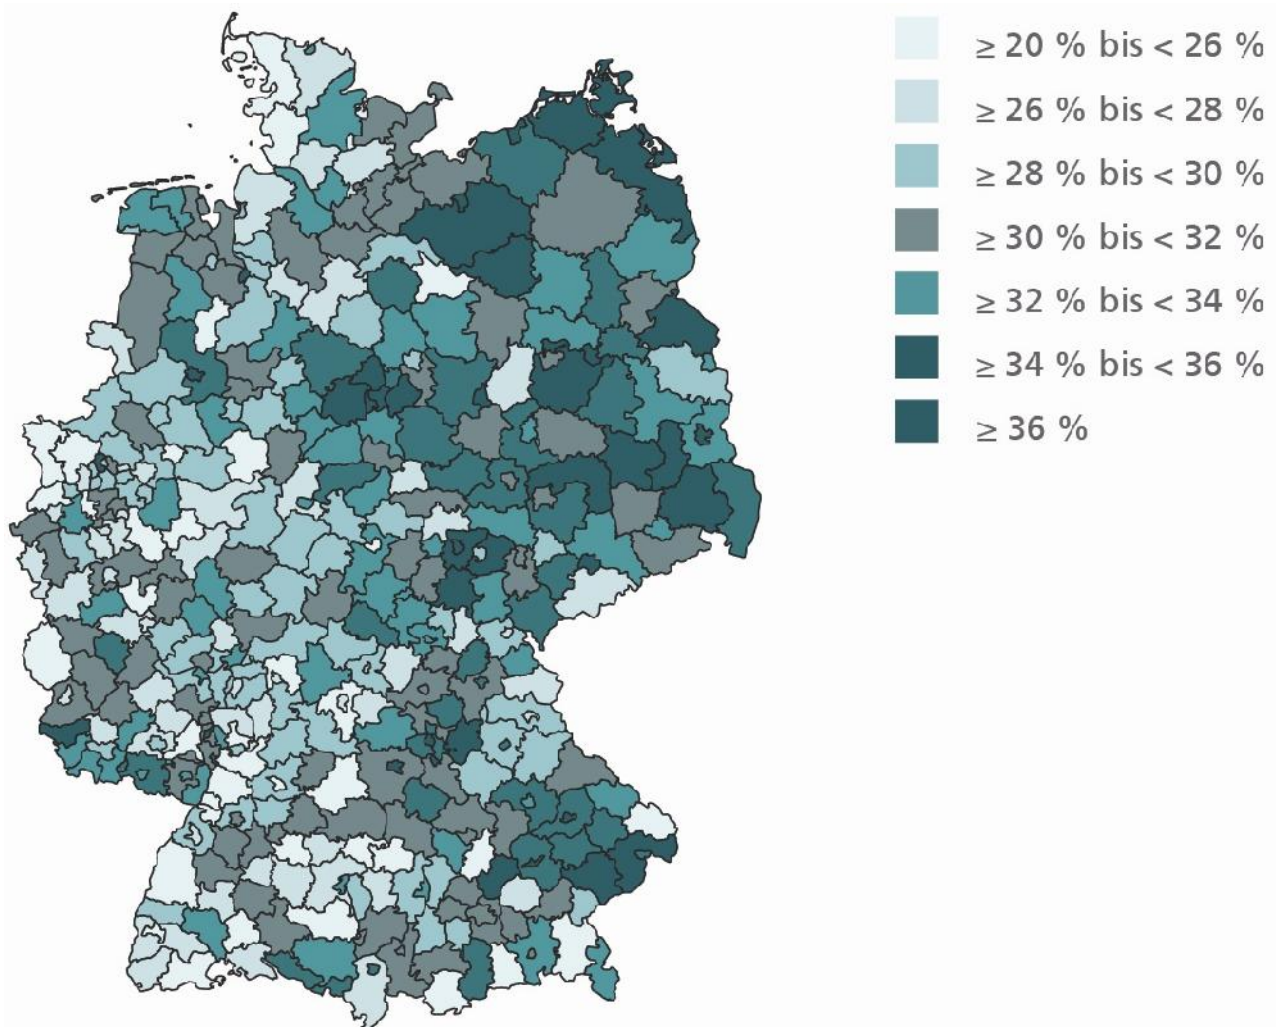 ≥ 20 % bis < 26 %
≥ 26 % bis < 28 %
≥ 28 % bis < 30 %
≥ 30 % bis < 32 %
≥ 32 % bis < 34 %
≥ 34 % bis < 36 %
≥ 36 %